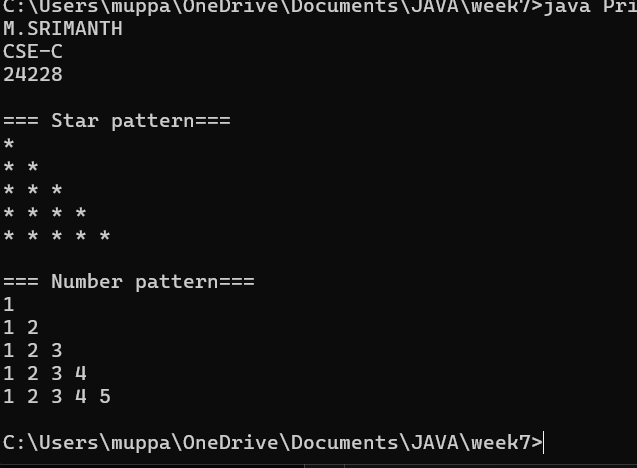 C:\Users\muppa\OneDrive\Documents\JAVA\week7>java Pri
M.SRIMANTH
CSE-C
24228
=== Star pattern===
*
* *
* * *
* * * *
* * * * *
=== Number pattern===
1
1 2
1 2 3
1 2 3 4
1 2 3 4 5
C:\Users\muppa\OneDrive\Documents\JAVA\week7>